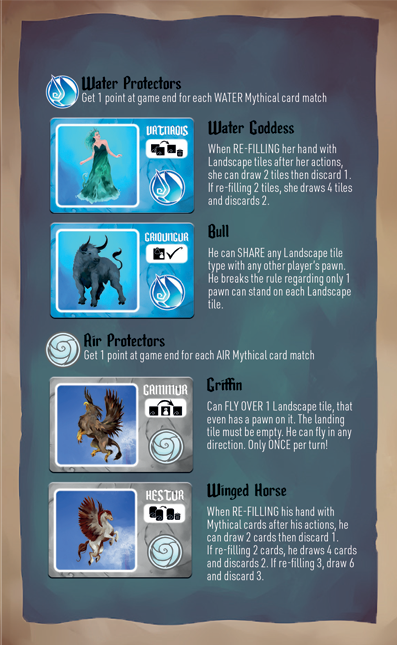 Water Protectors
Get 1 point at game end for each WATER Mythical card match
VATNADIS
Water Goddess
When RE-FILLING her hand with
Landscape tiles after her actions,
she can draw 2 tiles then discard 1.
If re-filling 2 tiles, she draws 4 tiles
and discards 2.
GRIDUNGUR
Bull
He can SHARE any Landscape tile
type with any other player's pawn.
He breaks the rule regarding only 1
pawn can stand on each Landscape
tile.
Air Protectors
Get 1 point at game end for each AIR Mythical card match
GAMMUR
Griffin
Can FLY OVER 1 Landscape tile, that
even has a pawn on it. The landing
tile must be empty. He can fly in any
direction. Only ONCE per turn!
HESTUR
Winged Horse
When RE-FILLING his hand with
Mythical cards after his actions, he
can draw 2 cards then discard 1.
If re-filling 2 cards, he draws 4 cards
and discards 2. If re-filling 3, draw 6
and discard 3.